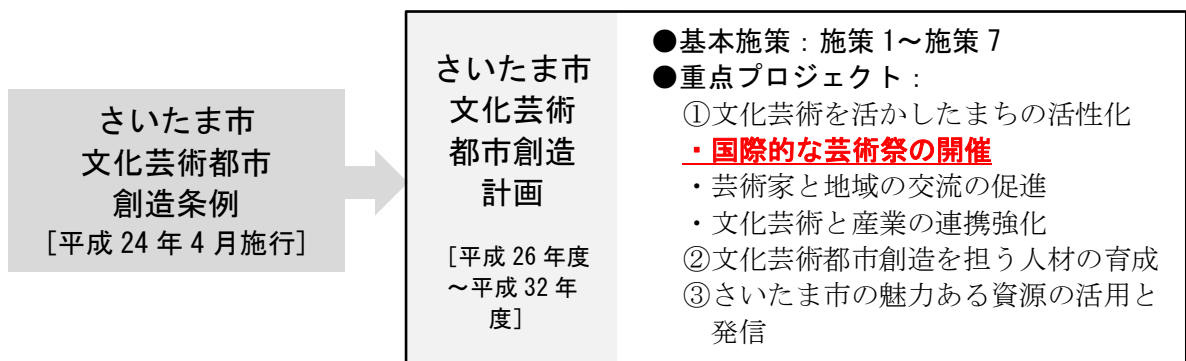 さいたま市
文化芸術都市
創造条例
[平成 24 年 4 月施行]
さいたま市
文化芸術
都市創造
計画
[平成 26 年度
～平成 32 年
度]
●基本施策：施策 1～施策 7
●重点プロジェクト：
①文化芸術を活かしたまちの活性化
・国際的な芸術祭の開催
・芸術家と地域の交流の促進
・文化芸術と産業の連携強化
②文化芸術都市創造を担う人材の育成
③さいたま市の魅力ある資源の活用と
発信